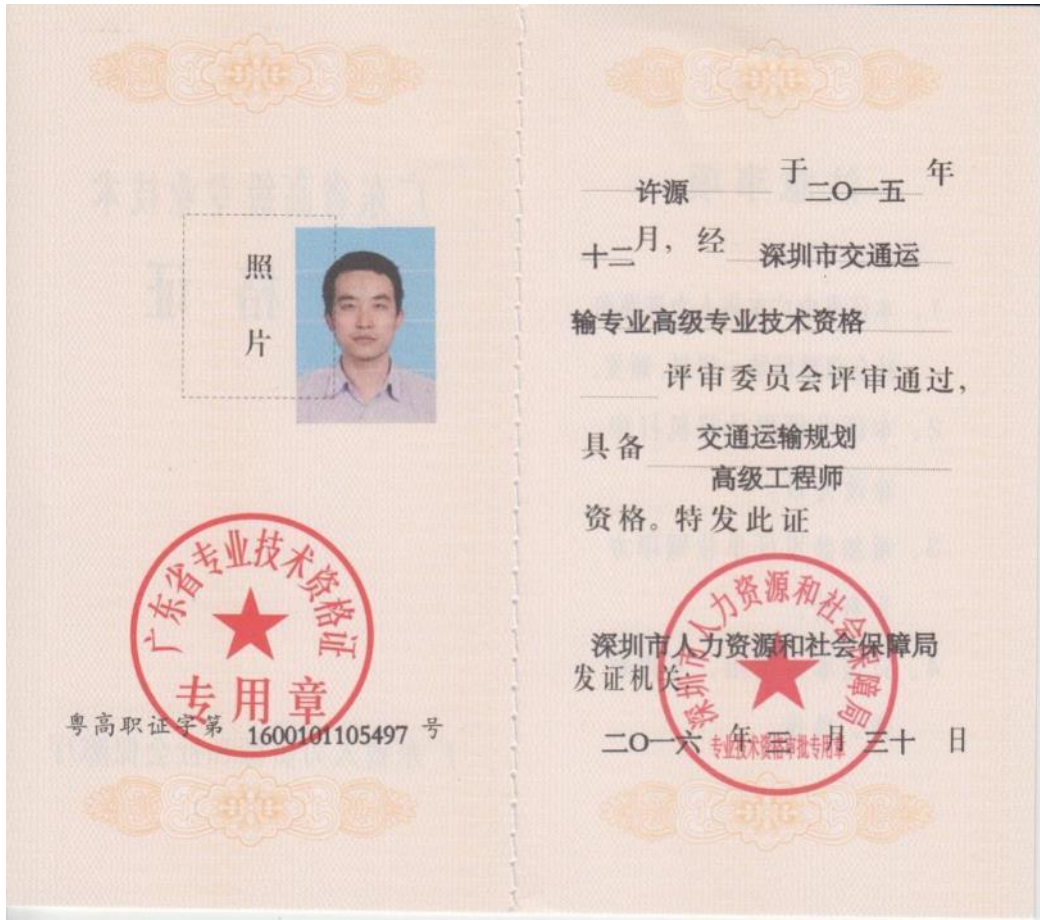 照
片
广东省专业技术资格证
专用章
粤高职证字第 1600101105497 号
许源 于二〇一五 年
十二月，经 深圳市交通运
输专业高级专业技术资格
评审委员会评审通过，
具备 交通运输规划
高级工程师
资格。特发此证
深圳市人力资源和社会保障局
深圳市人力资源和社会保障局
发证机关：
二〇一六 年 三 月 三十 日
专业技术资格审批专用章